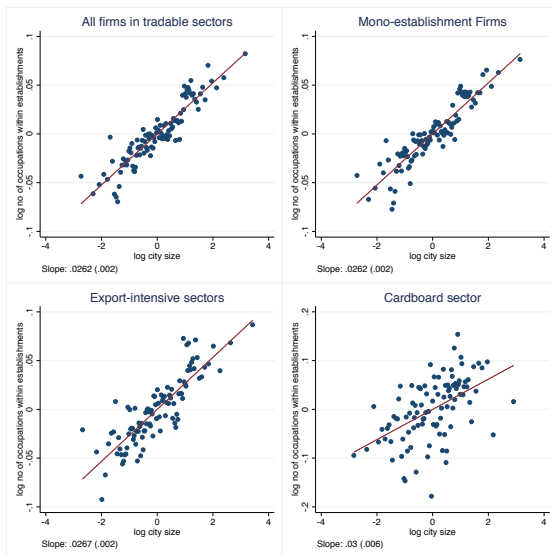 All firms in tradable sectors
log no of occupations within establishments
.1
.05
0
-.05
-.1
-4
-2
0
2
4
log city size
Slope: .0262 (.002)
Mono-establishment Firms
log no of occupations within establishments
.1
.05
0
-.05
-.1
-4
-2
0
2
4
log city size
Slope: .0262 (.002)
Export-intensive sectors
log no of occupations within establishments
.1
.05
0
-.05
-.1
-4
-2
0
2
4
log city size
Slope: .0267 (.002)
Cardboard sector
log no of occupations within establishments
.2
.1
0
-.1
-.2
-4
-2
0
2
4
log city size
Slope: .03 (.006)